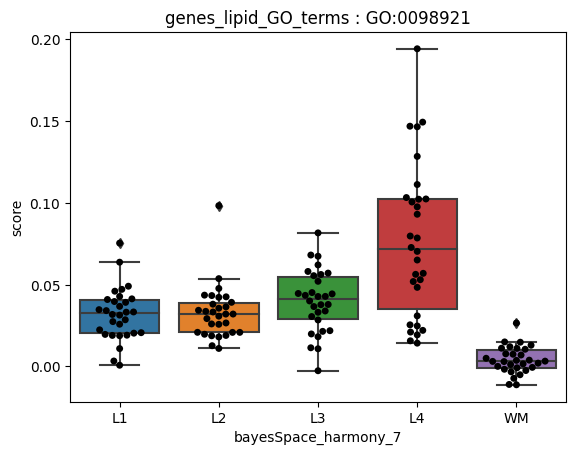 genes_lipid_GO_terms : GO:0098921
0.20
0.15
0.10
0.05
0.00
score
L1 L2 L3 L4 WM
bayesSpace_harmony_7